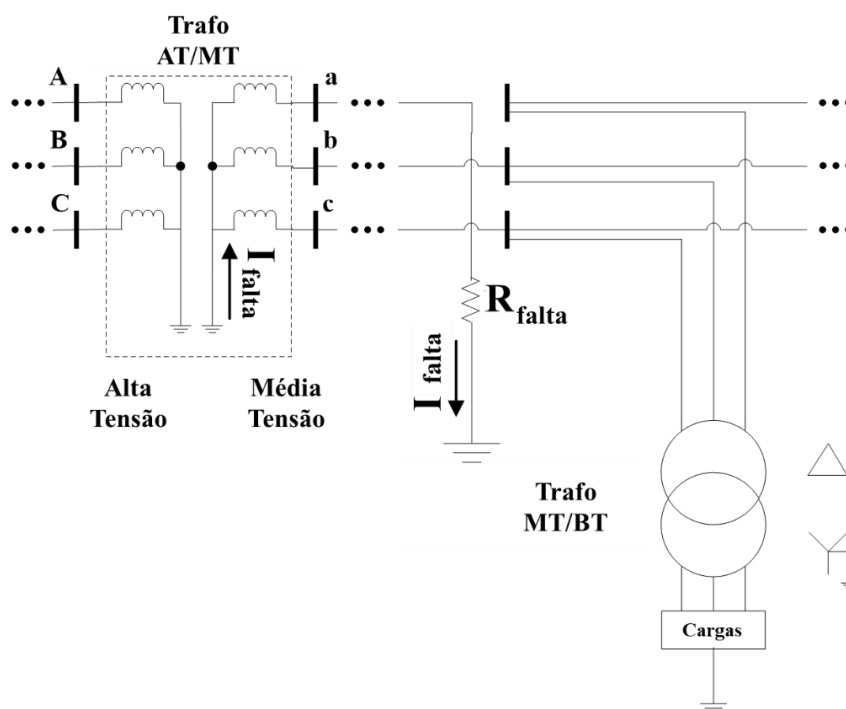 Trafo
AT/MT
A
a
B
b
C
c
I falta
R falta
I falta
Alta
Tensão
Média
Tensão
Trafo
MT/BT
Cargas